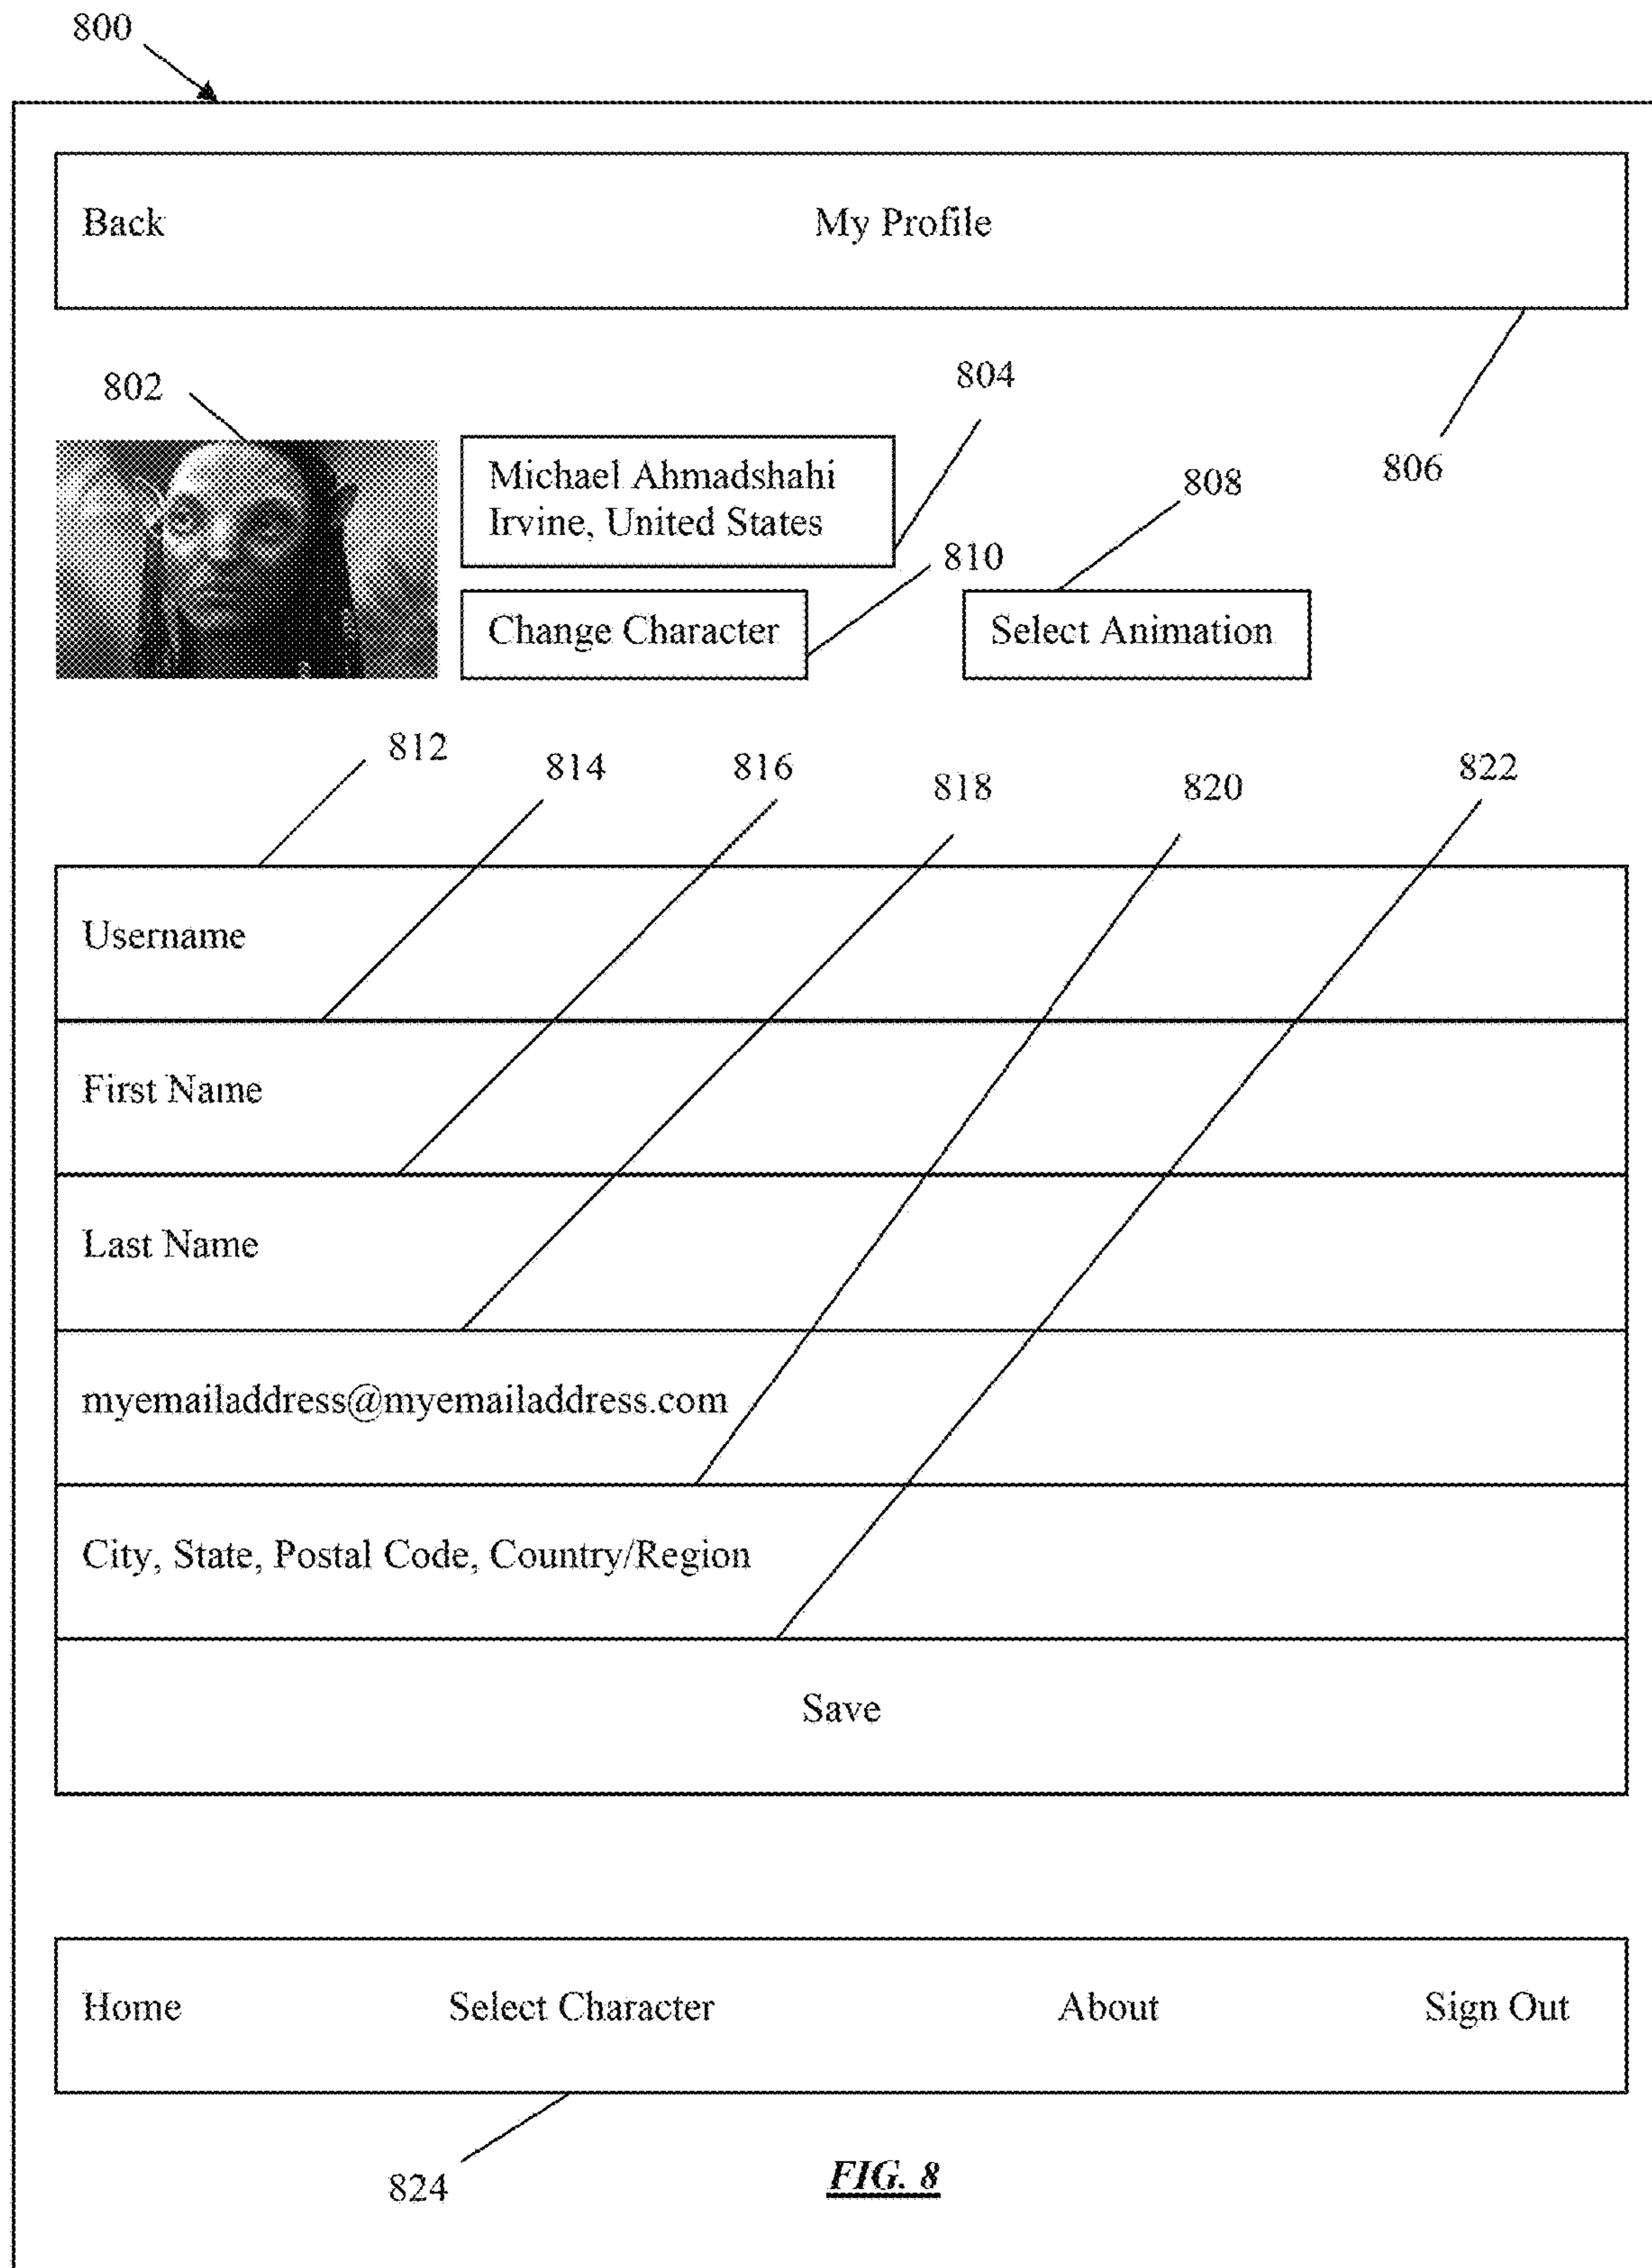 800
Back My Profile
802
804
806
Michael Ahmadshahi
Irvine, United States
808
810
Change Character
Select Animation
812
814
816
818
820
822
Username
First Name
Last Name
myemailaddress@myemailaddress.com
City, State, Postal Code, Country/Region
Save
Home Select Character About Sign Out
824
FIG. 8